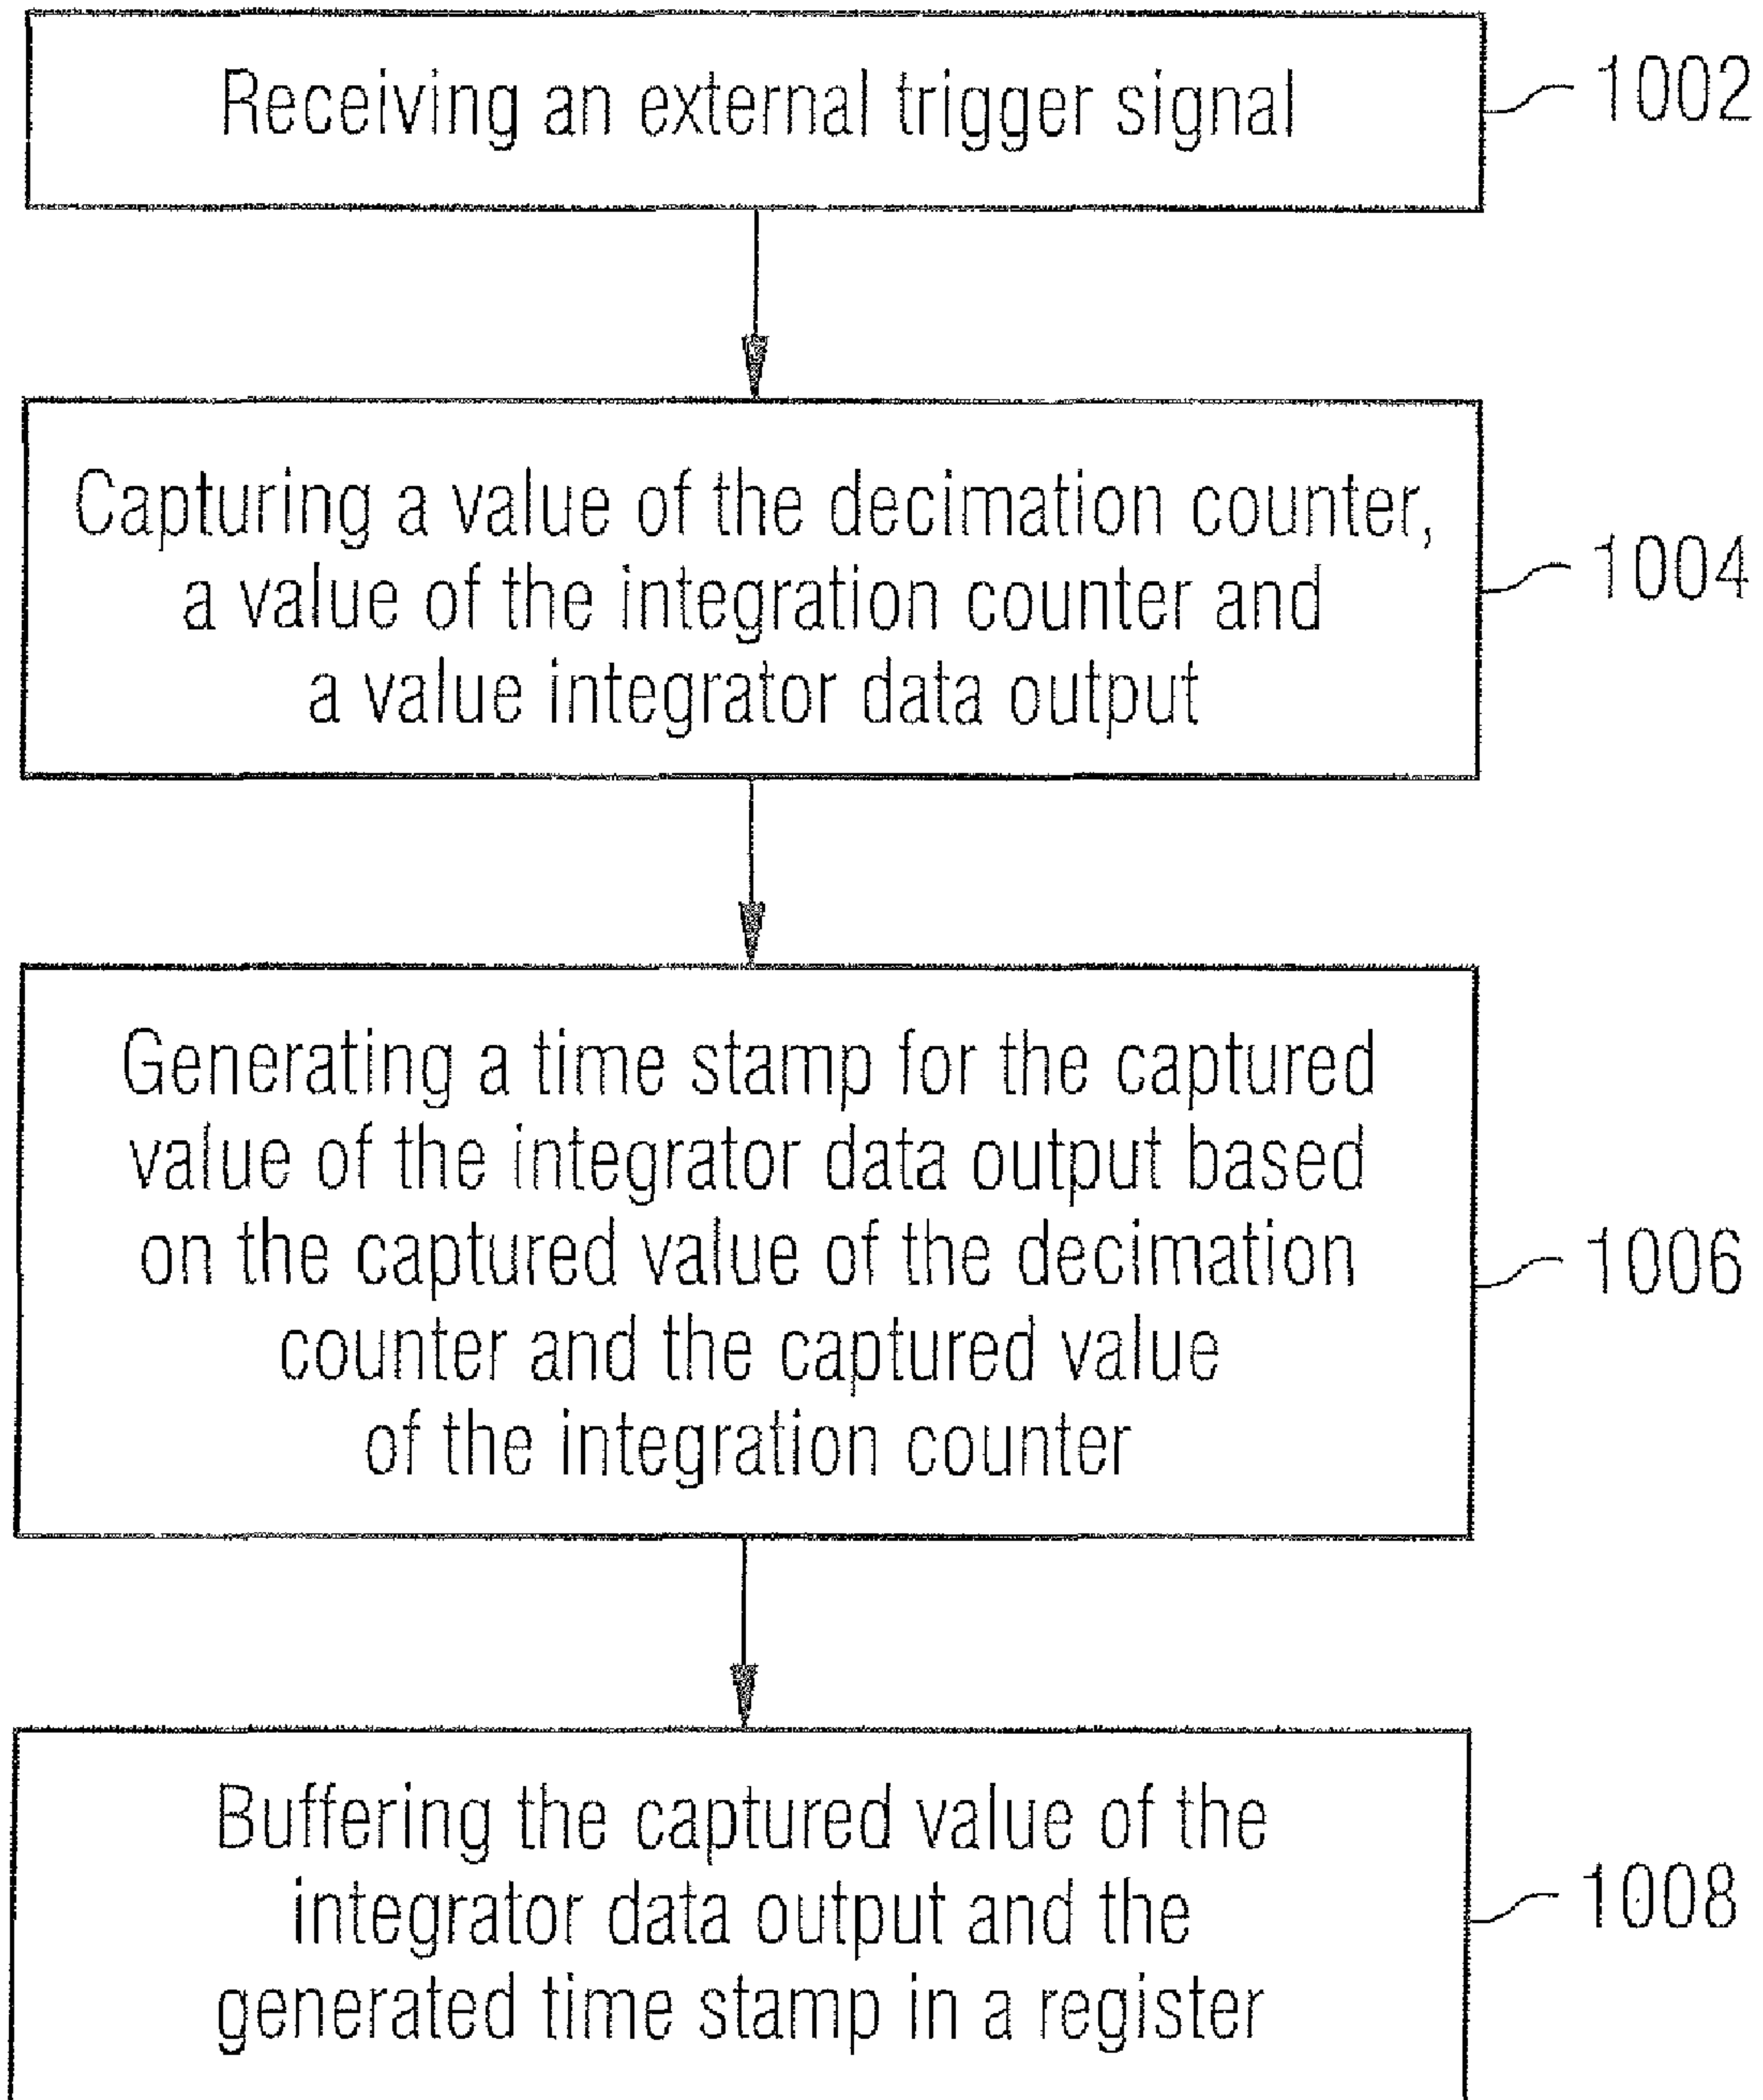 Receiving an external trigger signal
1002
Capturing a value of the decimation counter,
a value of the integration counter and
a value integrator data output
1004
Generating a time stamp for the captured
value of the integrator data output based
on the captured value of the decimation
counter and the captured value
of the integration counter
1006
Buffering the captured value of the
integrator data output and the
generated time stamp in a register
1008